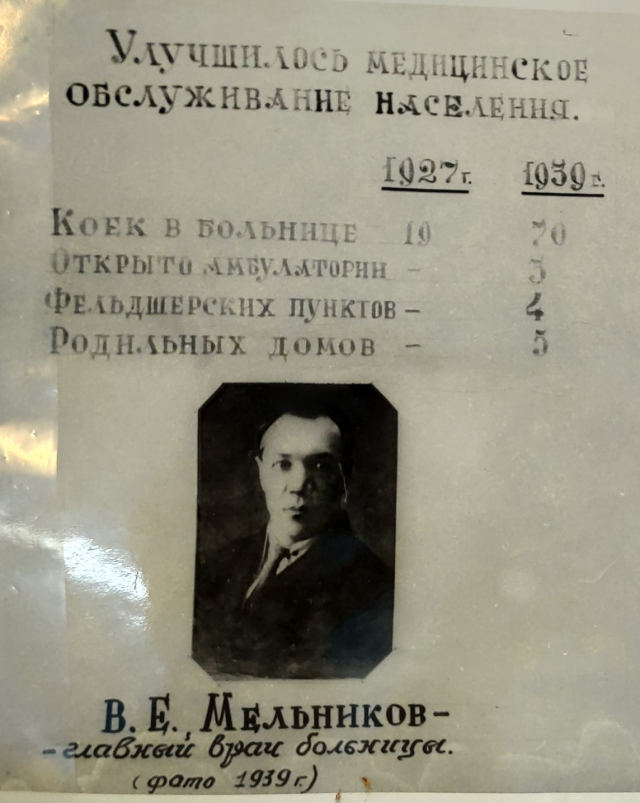 Улучшилось медицинское
обслуживание населения.
1927г. 1939г.
Коек в больнице 19 70
Открыто амбулатории – 3
Фельдшерских пунктов – 4
Родильных домов – 5
В. Е. Мельников–
–главный врач больницы.
(фото 1939г.)